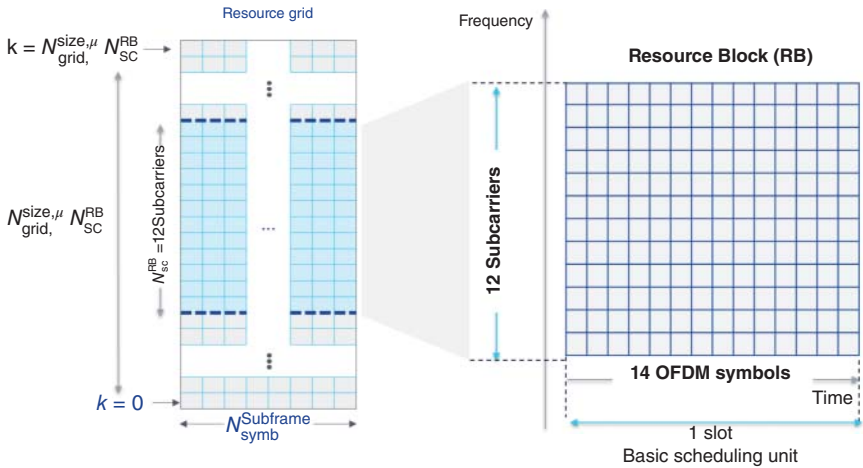 Resource grid
k = N^{size,μ}_{grid,} N^{RB}_{SC}
N^{size,μ}_{grid,} N^{RB}_{SC}
N^{RB}_{sc} =12Subcarriers
k = 0
N^{Subframe}_{symb}
Frequency
Resource Block (RB)
12 Subcarriers
14 OFDM symbols
Time
1 slot
Basic scheduling unit